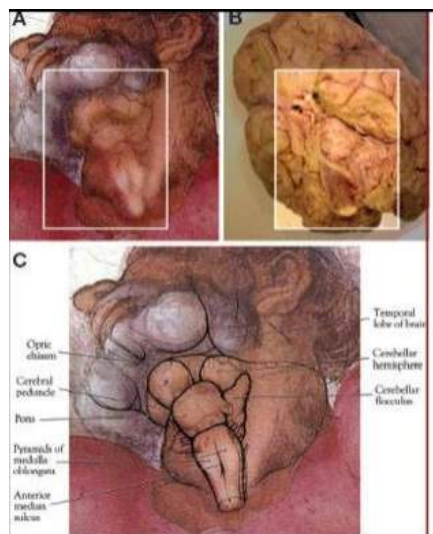 A
B
C
Temporal
lobe of brain
Optic
chiasm
Cerebellar
hemisphere
Cerebral
peduncle
Cerebellar
flocculus
Pons
Pyramids of
medulla
oblongata
Anterior
median
sulcus